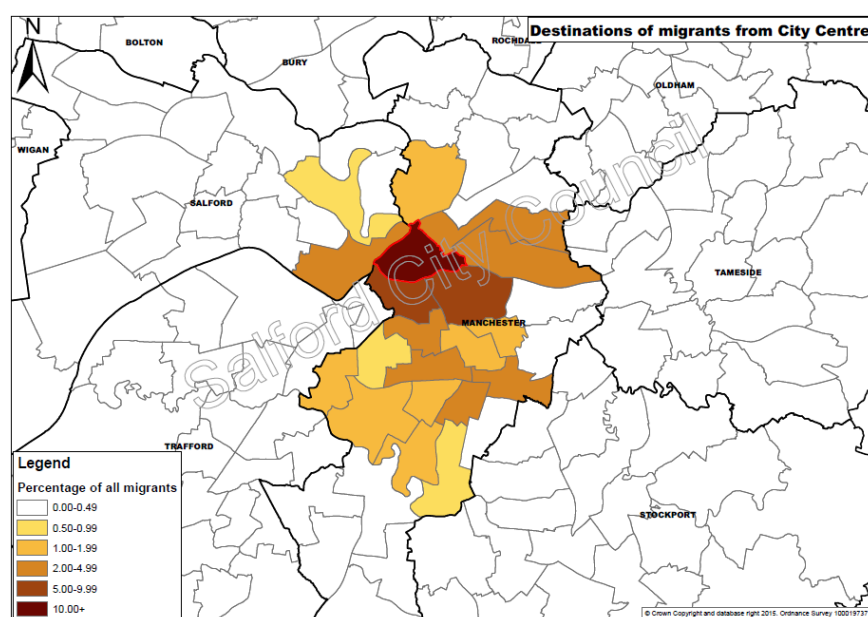 Destinations of migrants from City Centre
N
BOLTON
BURY
ROCHDALE
OLDHAM
WIGAN
SALFORD
Salford City Council
TAMESIDE
MANCHESTER
TRAFFORD
STOCKPORT
Legend
Percentage of all migrants
0.00-0.49
0.50-0.99
1.00-1.99
2.00-4.99
5.00-9.99
10.00+
© Crown Copyright and database right 2015. Ordnance Survey 100019737